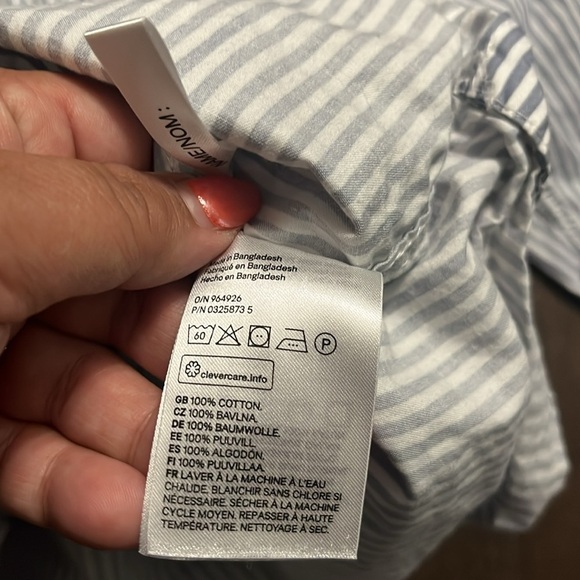 NAME/NOM :
in Bangladesh
Fabriqué en Bangladesh
Hecho en Bangladesh
O/N 964926
P/N 0325873 5
60 P
clevercare.info
GB 100% COTTON.
CZ 100% BAVLNA.
DE 100% BAUMWOLLE.
EE 100% PUUVILL.
ES 100% ALGODÓN.
FI 100% PUUVILLAA.
FR LAVER À LA MACHINE À L'EAU
CHAUDE. BLANCHIR SANS CHLORE SI
NÉCESSAIRE. SÉCHER À LA MACHINE
CYCLE MOYEN. REPASSER À HAUTE
TEMPÉRATURE. NETTOYAGE À SEC.